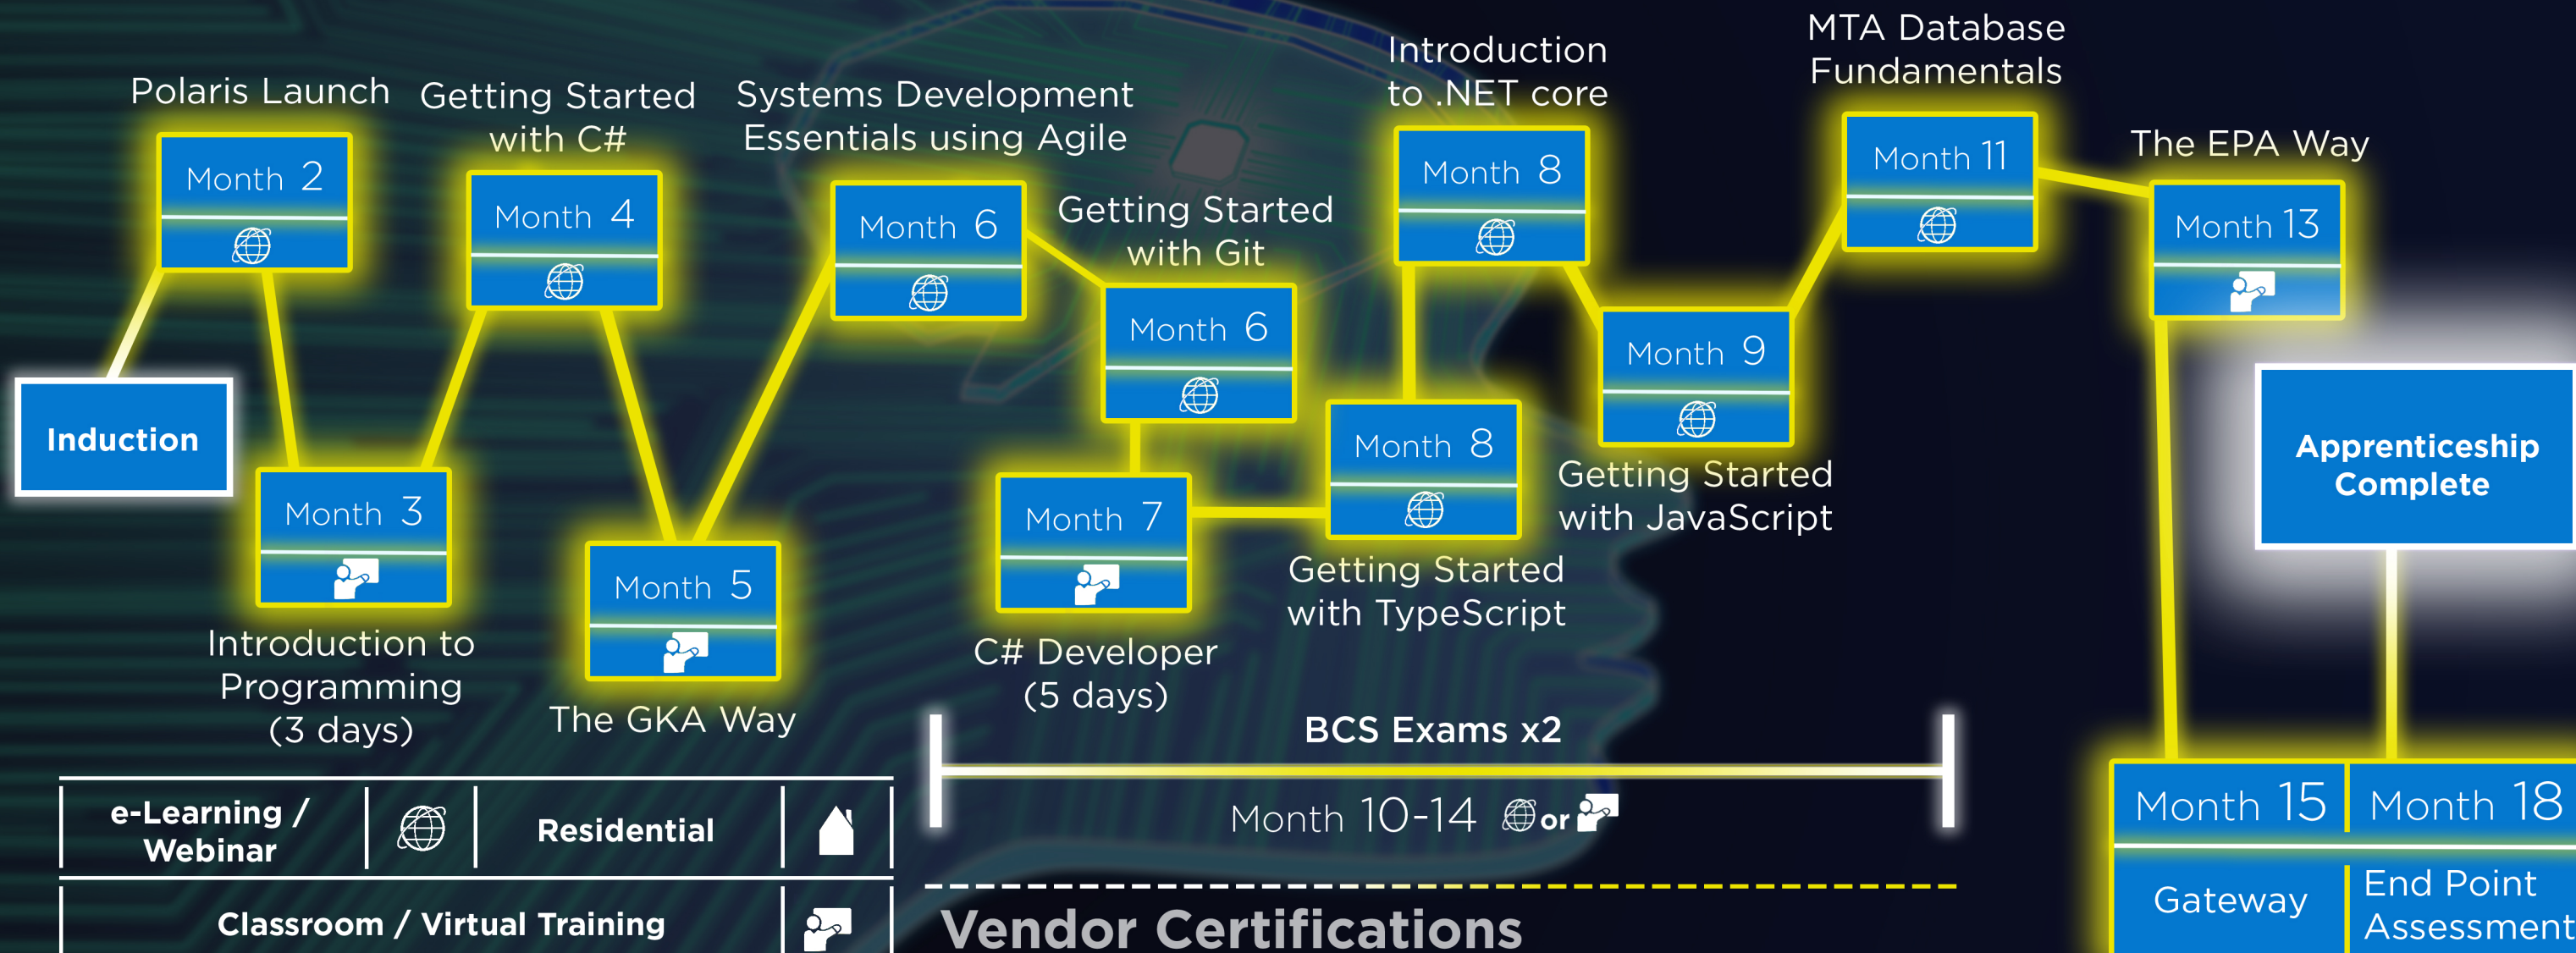 Induction
Polaris Launch
Month 2
Month 3
Introduction to
Programming
(3 days)
Getting Started
with C#
Month 4
Month 5
The GKA Way
Systems Development
Essentials using Agile
Month 6
Getting Started
with Git
Month 6
Month 7
C# Developer
(5 days)
Month 8
Getting Started
with TypeScript
Introduction
to .NET core
Month 8
Month 9
Getting Started
with JavaScript
MTA Database
Fundamentals
Month 11
The EPA Way
Month 13
BCS Exams x2
Month 10-14 or
Month 15
Gateway
Month 18
End Point
Assessment
Apprenticeship
Complete
e-Learning /
Webinar
Residential
Classroom / Virtual Training
Vendor Certifications